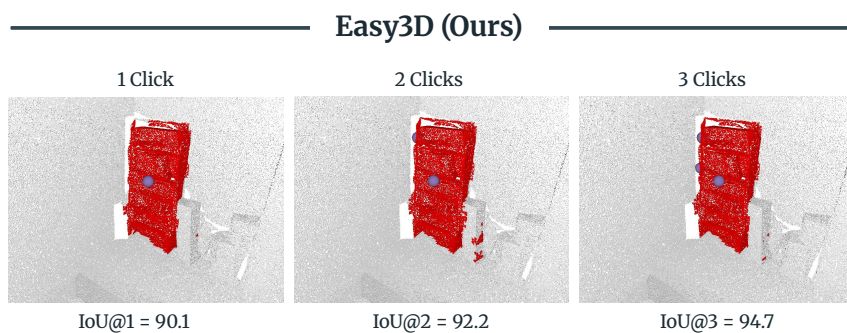 Easy3D (Ours)
1 Click
2 Clicks
3 Clicks
IoU@1 = 90.1
IoU@2 = 92.2
IoU@3 = 94.7